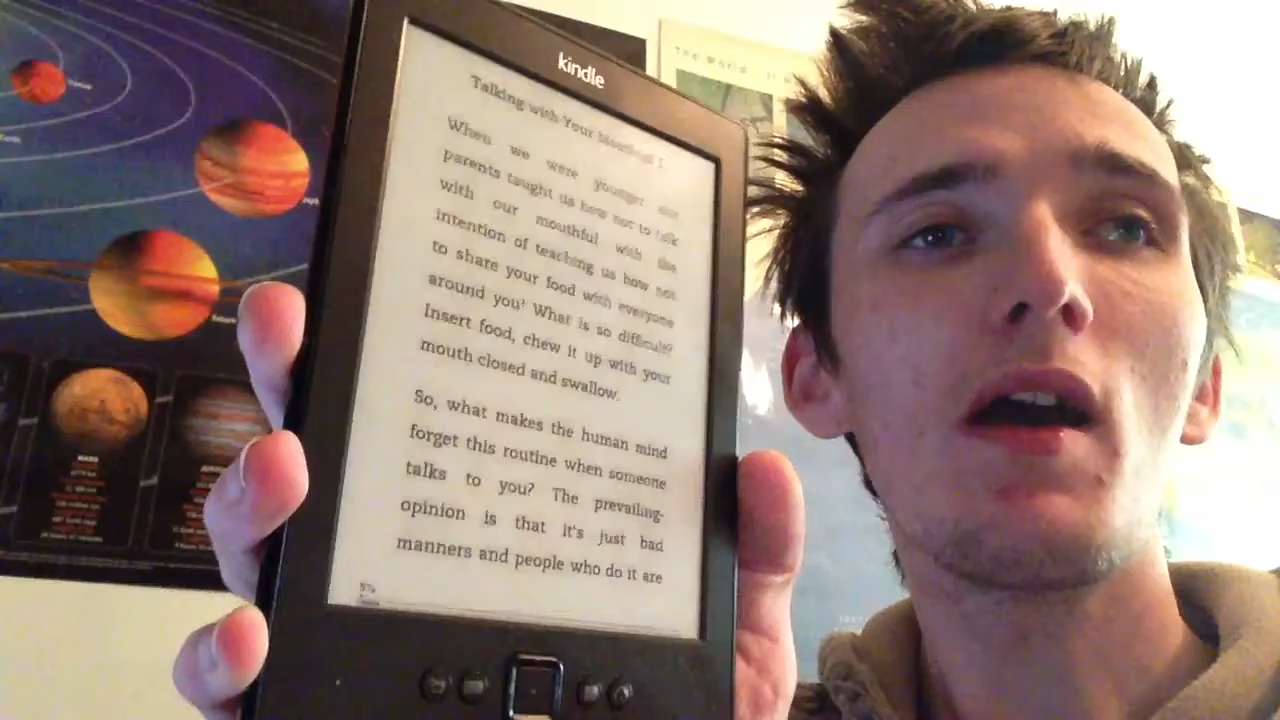 kindle
Talking with Your Mouthful I
When we were younger our
parents taught us how not to talk
with our mouthful with the
intention of teaching us how not
to share your food with everyone
around you! What is so difficult?
Insert food, chew it up with your
mouth closed and swallow.
So, what makes the human mind
forget this routine when someone
talks to you? The prevailing-
opinion is that it's just bad
manners and people who do it are
5%
The World
MARS